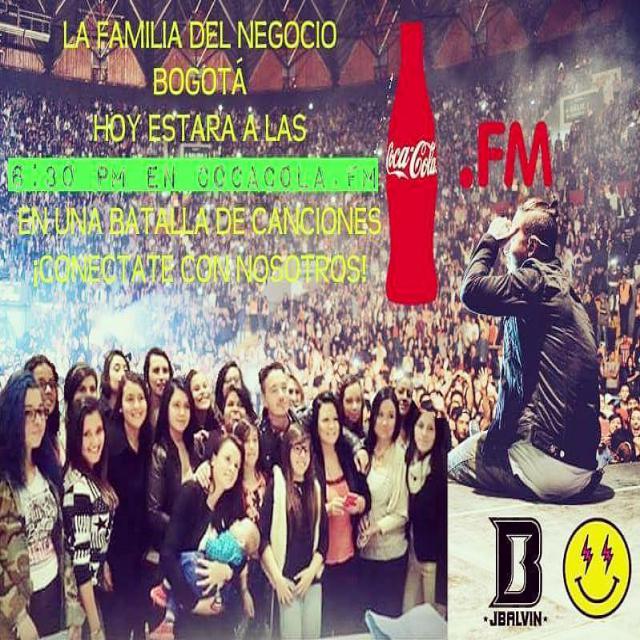 LA FAMILIA DEL NEGOCIO
BOGOTÁ
HOY ESTARA A LAS
6:30 PM EN COCACOLA.FM
EN UNA BATALLA DE CANCIONES
¡CONECTATE CON NOSOTROS!
Coca-Cola
.FM
B
JBALVIN